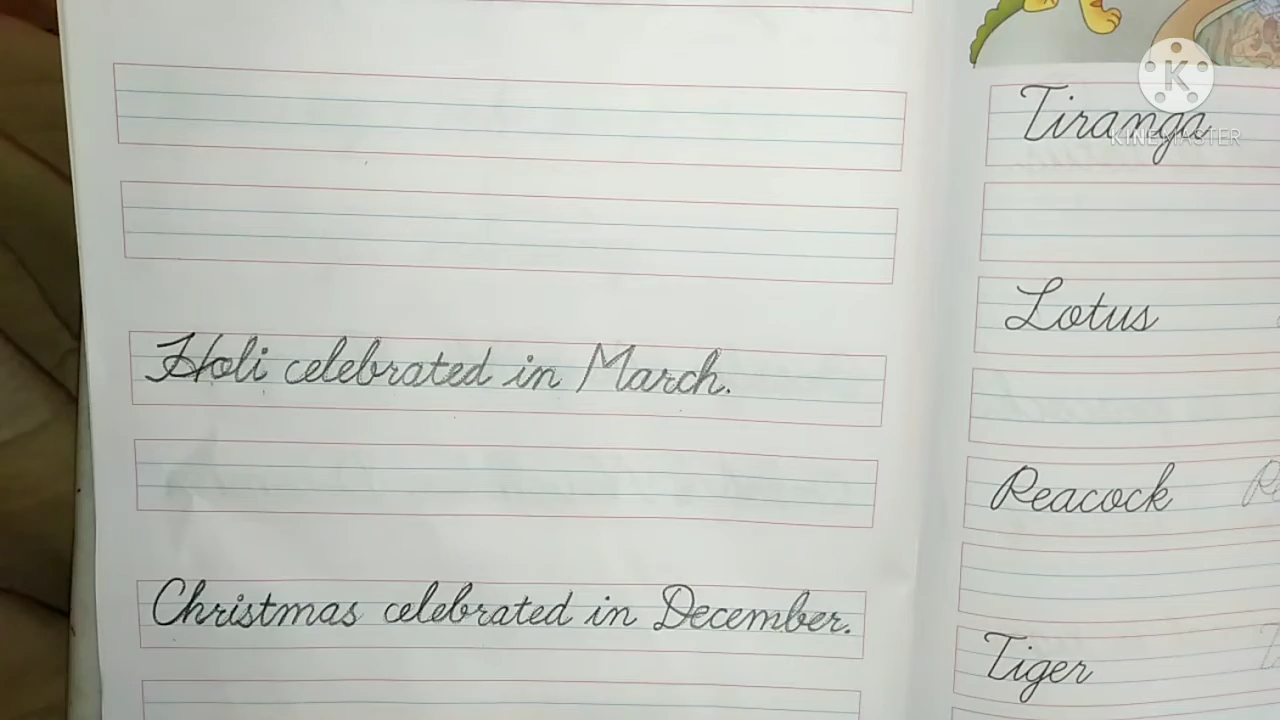 Holi celebrated in March.
Christmas celebrated in December.
Tiranga
KINEMASTER
Lotus
Peacock
Tiger